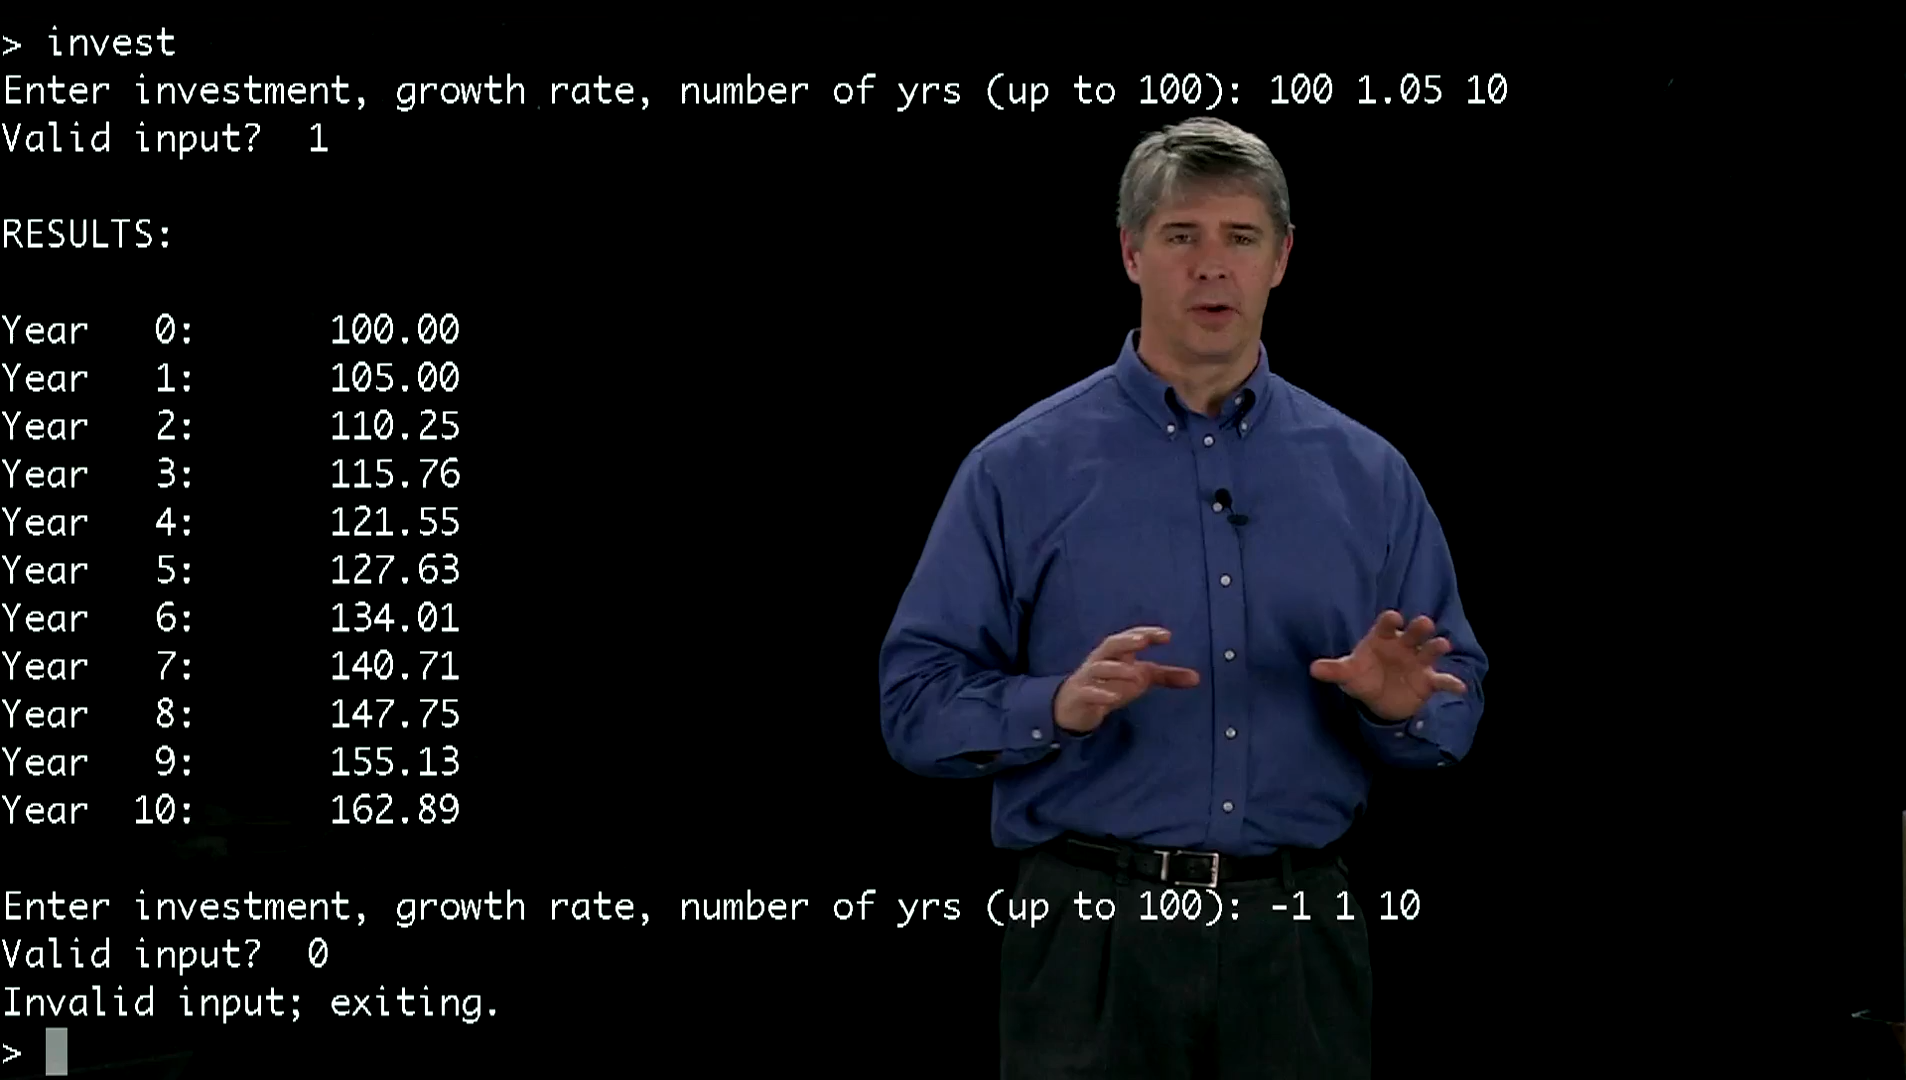 > invest
Enter investment, growth rate, number of yrs (up to 100): 100 1.05 10
Valid input?  1
RESULTS:
Year   0:      100.00
Year   1:      105.00
Year   2:      110.25
Year   3:      115.76
Year   4:      121.55
Year   5:      127.63
Year   6:      134.01
Year   7:      140.71
Year   8:      147.75
Year   9:      155.13
Year  10:      162.89
Enter investment, growth rate, number of yrs (up to 100): -1 1 10
Valid input?  0
Invalid input; exiting.
>